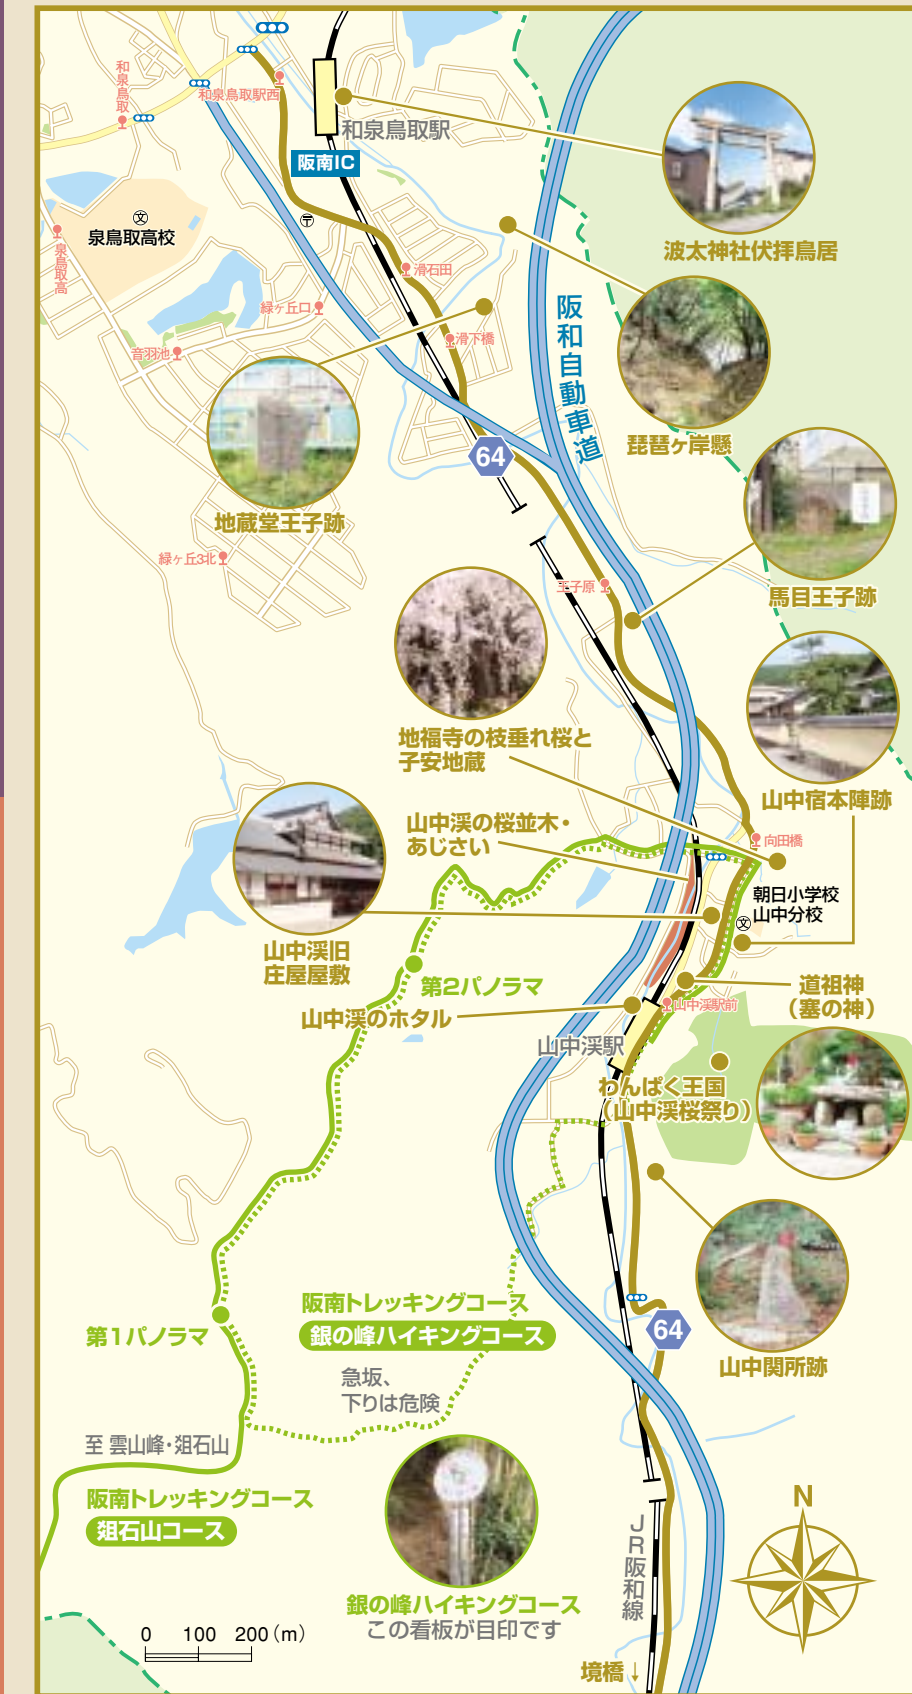 和泉鳥取
和泉鳥取駅西
和泉鳥取駅
阪南IC
文
泉鳥取高校
泉鳥取高
〒
滑石田
緑ヶ丘口
滑下橋
音羽池
波太神社伏拝鳥居
阪和自動車道
琵琶ヶ岸懸
64
地蔵堂王子跡
緑ヶ丘3北
王子原
馬目王子跡
地福寺の枝垂れ桜と
子安地蔵
山中宿本陣跡
山中渓の桜並木・
あじさい
向田橋
朝日小学校
山中分校
文
山中渓旧
庄屋屋敷
第2パノラマ
道祖神
(塞の神)
山中渓のホタル
山中渓駅前
山中渓駅
わんぱく王国
(山中渓桜祭り)
阪南トレッキングコース
銀の峰ハイキングコース
第1パノラマ
64
山中関所跡
急坂、
下りは危険
至 雲山峰・俎石山
阪南トレッキングコース
俎石山コース
N
JR阪和線
銀の峰ハイキングコース
この看板が目印です
0 100 200(m)
境橋↓